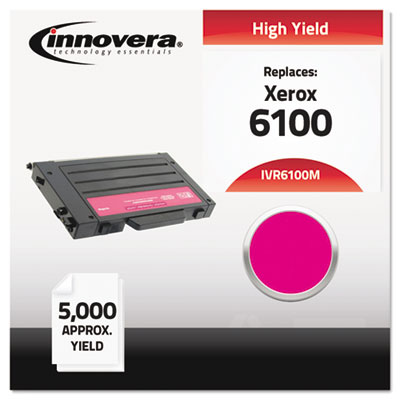 innovera
technology essentials
High Yield
Replaces:
Xerox
6100
IVR6100M
5,000
APPROX.
YIELD